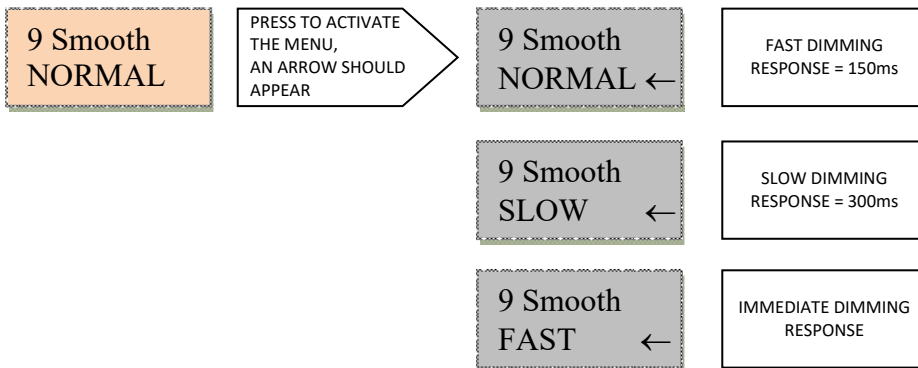 9 Smooth
NORMAL
PRESS TO ACTIVATE
THE MENU,
AN ARROW SHOULD
APPEAR
9 Smooth
NORMAL ←
FAST DIMMING
RESPONSE = 150ms
9 Smooth
SLOW ←
SLOW DIMMING
RESPONSE = 300ms
9 Smooth
FAST ←
IMMEDIATE DIMMING
RESPONSE